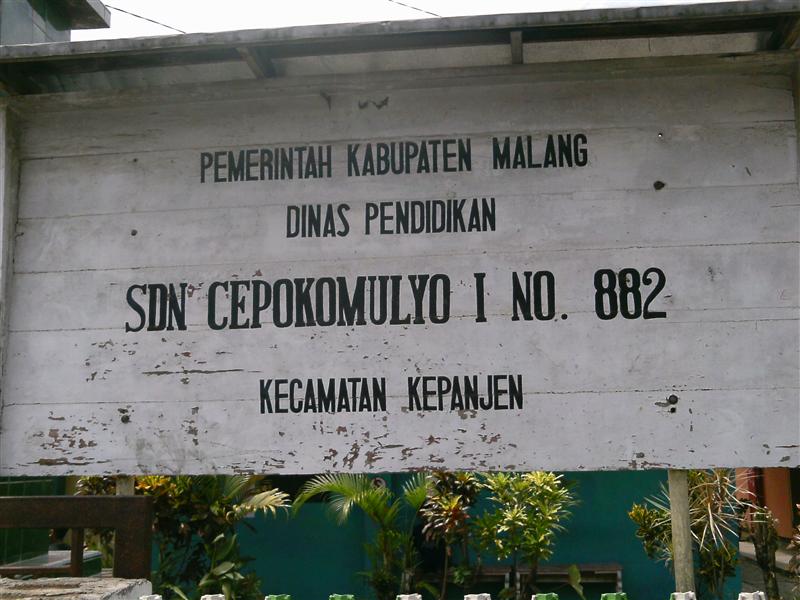 PEMERINTAH KABUPATEN MALANG
DINAS PENDIDIKAN
SDN CEPOKOMULYO I NO. 882
KECAMATAN KEPANJEN